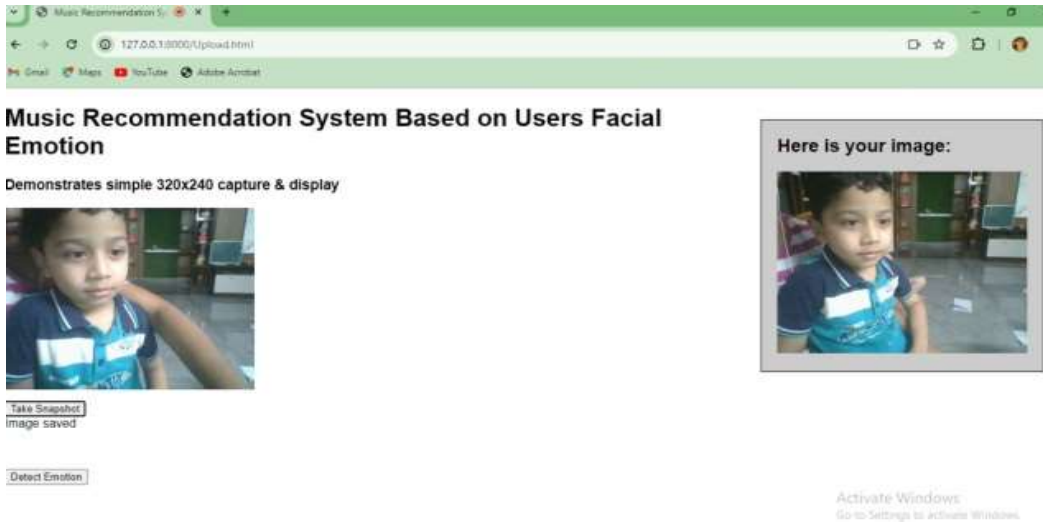 Music Recommendation Sy
127.0.0.1:8000/Upload.html
Gmail Maps YouTube Adobe Acrobat
Music Recommendation System Based on Users Facial
Emotion
Demonstrates simple 320x240 capture & display
Here is your image:
Take Snapshot
Image saved
Detect Emotion
Activate Windows
Go to Settings to activate Windows.